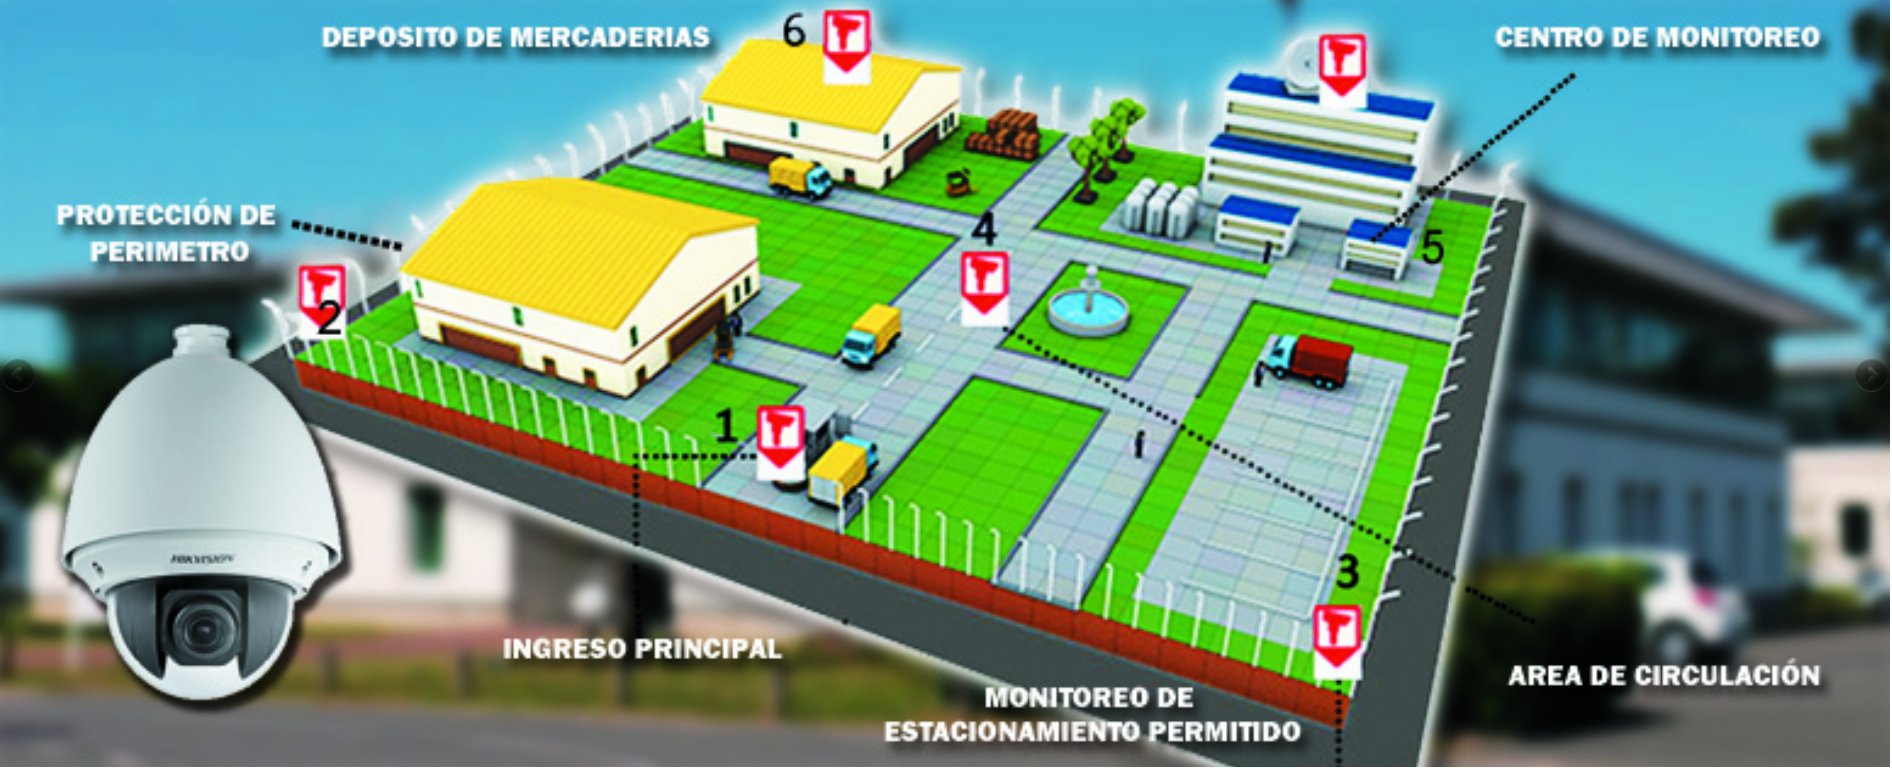 6
DEPOSITO DE MERCADERIAS
CENTRO DE MONITOREO
PROTECCIÓN DE
PERIMETRO
4
5
2
1
HIKVISION
3
INGRESO PRINCIPAL
AREA DE CIRCULACIÓN
MONITOREO DE
ESTACIONAMIENTO PERMITIDO